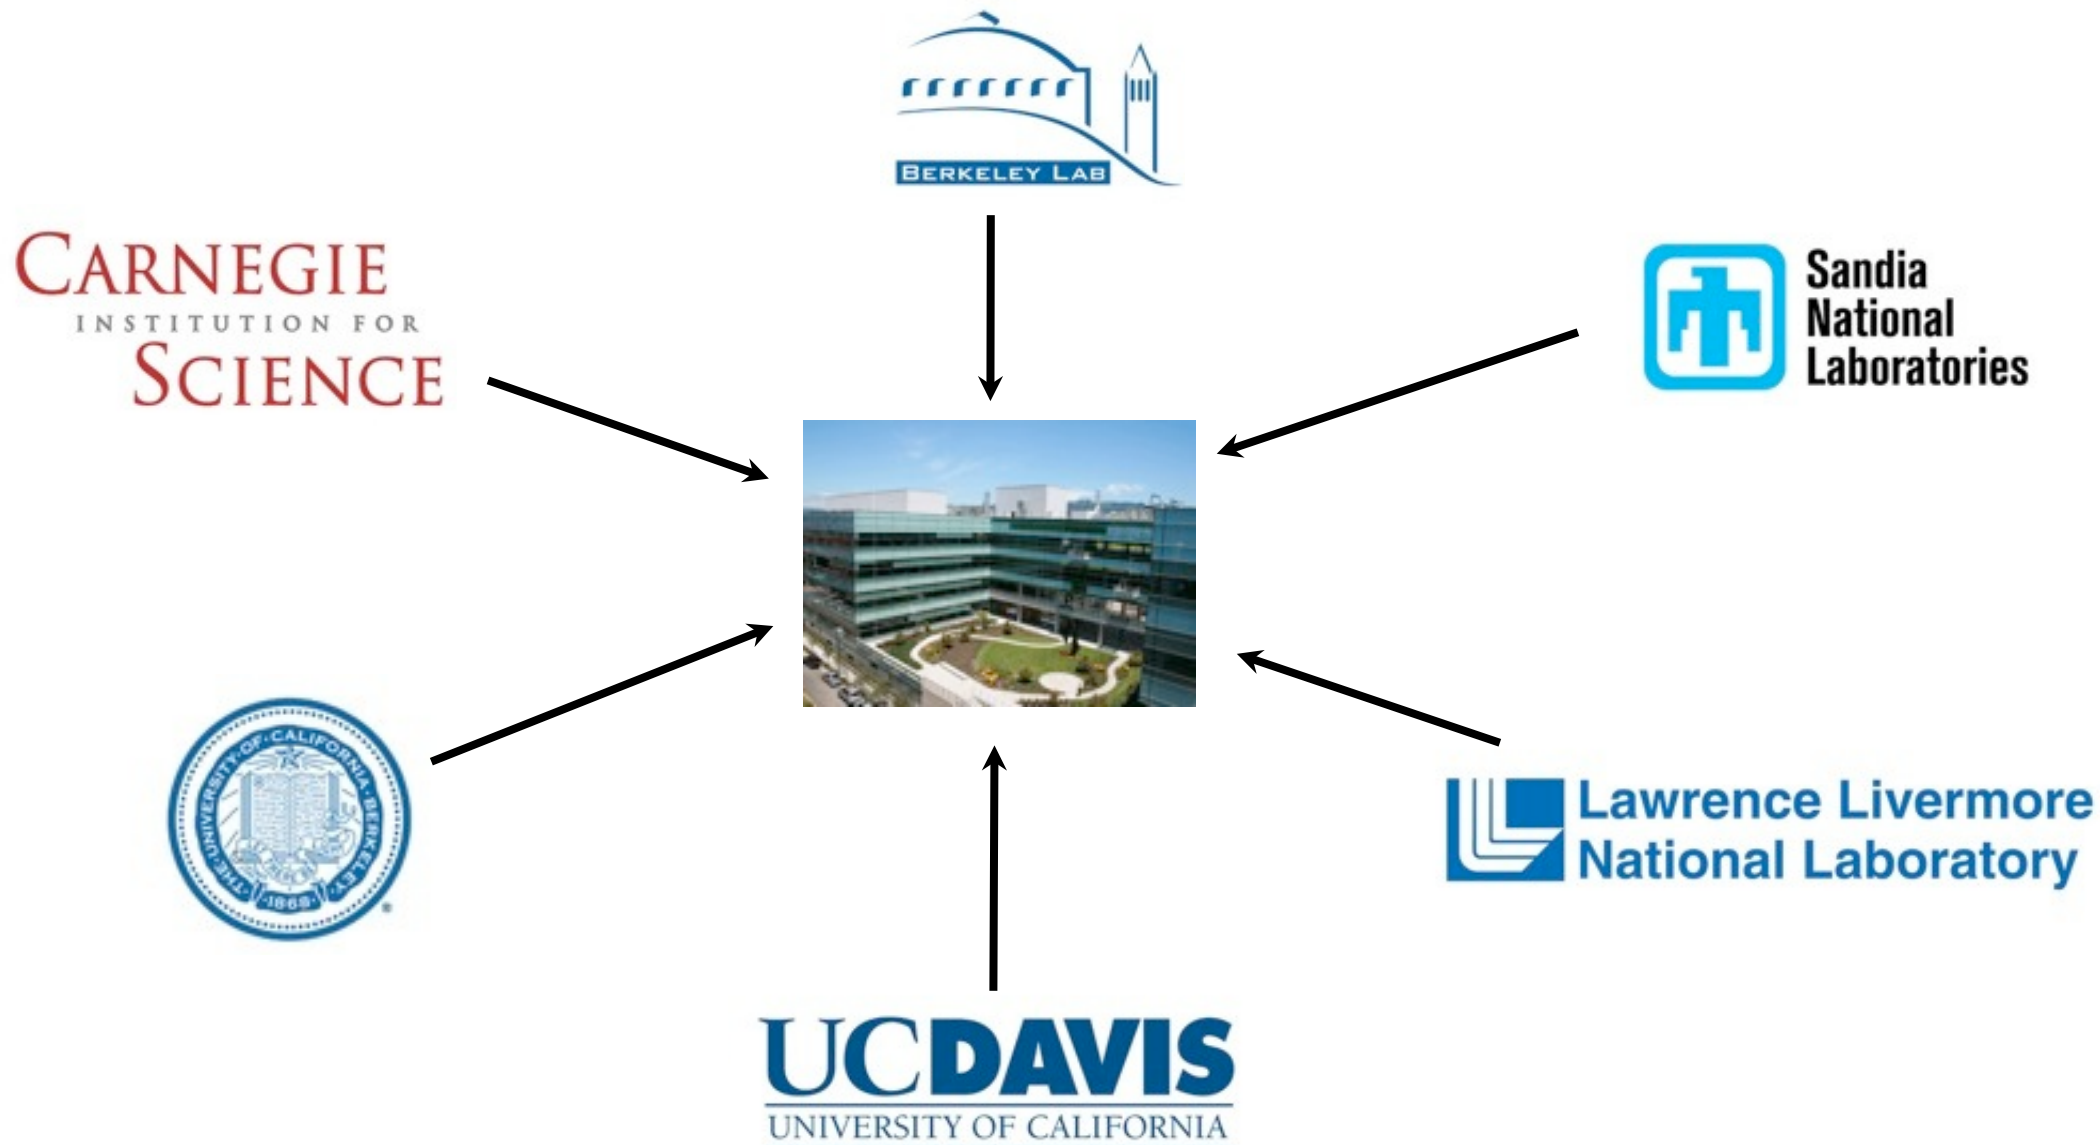 BERKELEY LAB
CARNEGIE
INSTITUTION FOR
SCIENCE
Sandia
National
Laboratories
THE·UNIVERSITY·OF·CALIFORNIA·BERKELEY·
·1868·
®
Lawrence Livermore
National Laboratory
UCDAVIS
UNIVERSITY OF CALIFORNIA